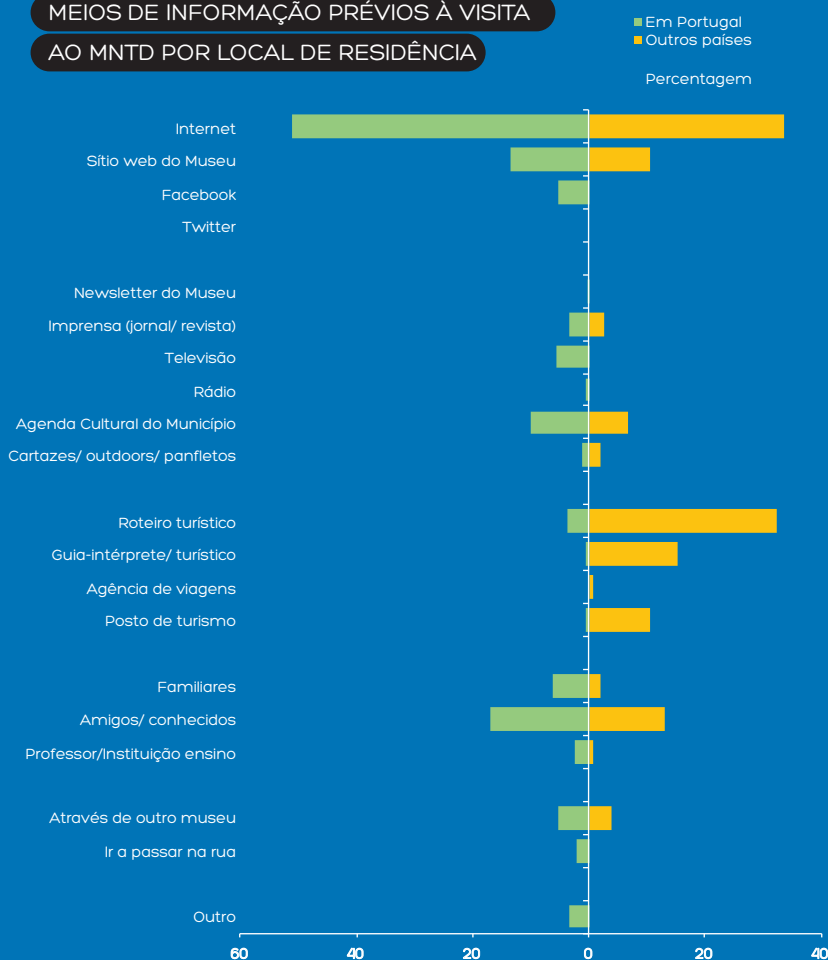 MEIOS DE INFORMAÇÃO PRÉVIOS À VISITA
AO MNTD POR LOCAL DE RESIDÊNCIA
Em Portugal
Outros países
Percentagem
Internet
Sítio web do Museu
Facebook
Twitter
Newsletter do Museu
Imprensa (jornal/ revista)
Televisão
Rádio
Agenda Cultural do Município
Cartazes/ outdoors/ panfletos
Roteiro turístico
Guia-intérprete/ turístico
Agência de viagens
Posto de turismo
Familiares
Amigos/ conhecidos
Professor/Instituição ensino
Através de outro museu
Ir a passar na rua
Outro
60 40 20 0 20 40